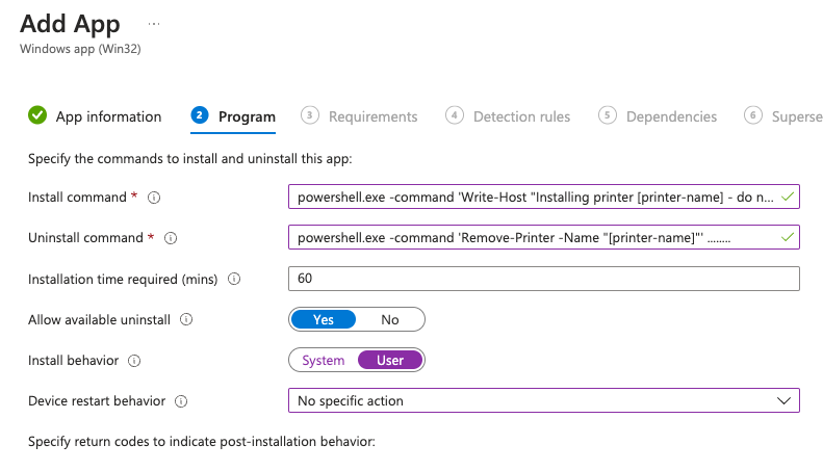 Add App ...
Windows app (Win32)
App information 2 Program 3 Requirements 4 Detection rules 5 Dependencies 6 Superse
Specify the commands to install and uninstall this app:
Install command * powershell.exe -command 'Write-Host "Installing printer [printer-name] - do n...
Uninstall command * powershell.exe -command 'Remove-Printer -Name "[printer-name]"' ........
Installation time required (mins) 60
Allow available uninstall Yes No
Install behavior System User
Device restart behavior No specific action
Specify return codes to indicate post-installation behavior: